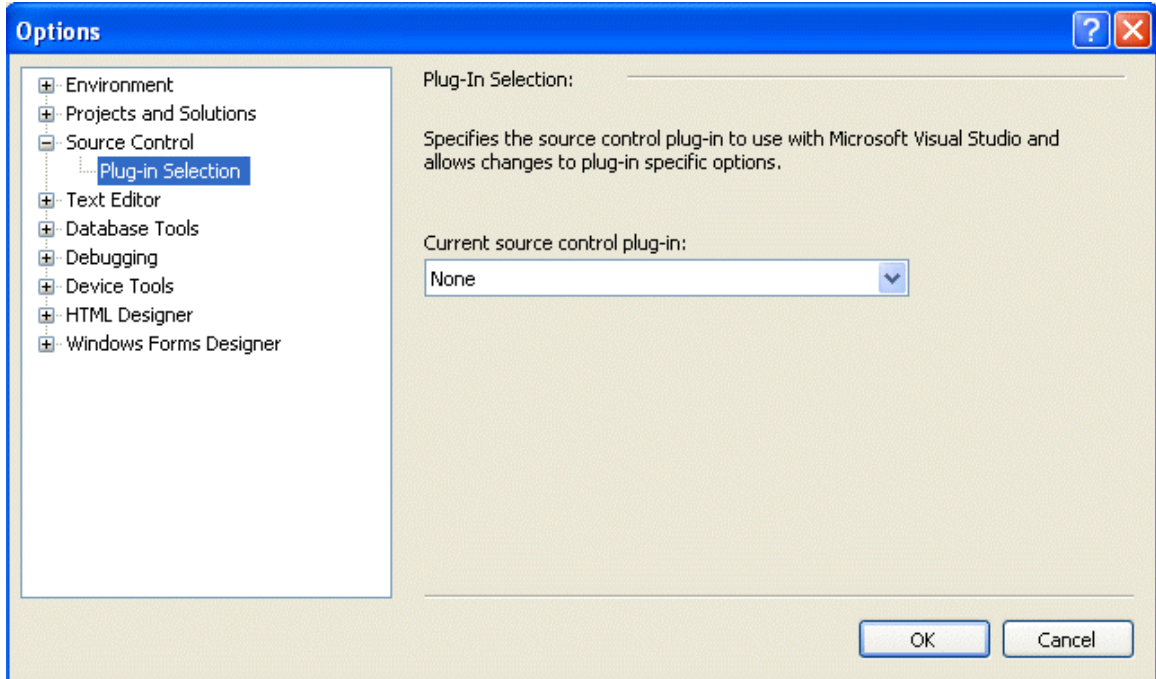 Options
Environment
Projects and Solutions
Source Control
Plug-in Selection
Text Editor
Database Tools
Debugging
Device Tools
HTML Designer
Windows Forms Designer
Plug-In Selection:
Specifies the source control plug-in to use with Microsoft Visual Studio and
allows changes to plug-in specific options.
Current source control plug-in:
None
OK
Cancel